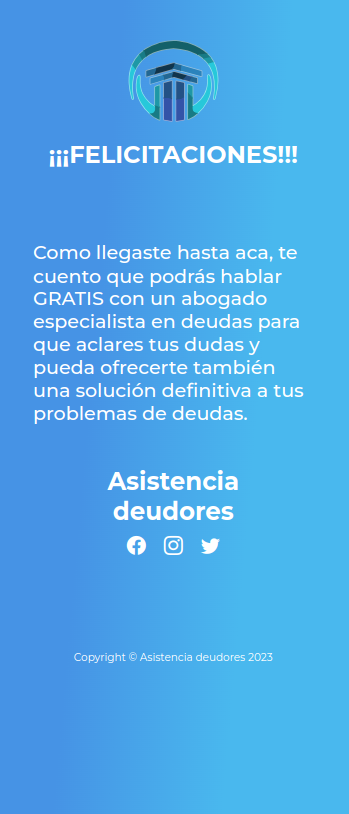 ¡¡¡FELICITACIONES!!!
Como llegaste hasta aca, te
cuento que podrás hablar
GRATIS con un abogado
especialista en deudas para
que aclares tus dudas y
pueda ofrecerte también
una solución definitiva a tus
problemas de deudas.
Asistencia
deudores
Copyright © Asistencia deudores 2023